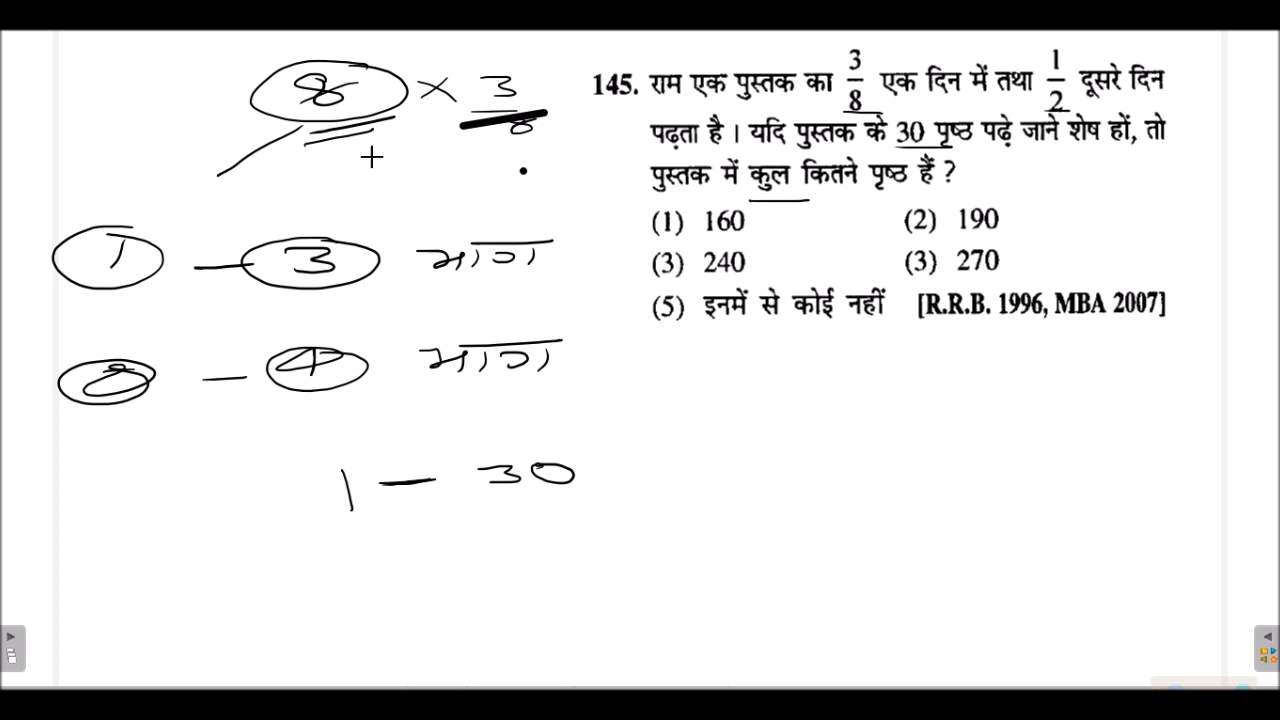 8 × 3/8
1 — 3 भाग
2 — 4 भाग
1 — 30
145. राम एक पुस्तक का 3/8 एक दिन में तथा 1/2 दूसरे दिन
पढ़ता है । यदि पुस्तक के 30 पृष्ठ पढ़े जाने शेष हों, तो
पुस्तक में कुल कितने पृष्ठ हैं ?
(1) 160 (2) 190
(3) 240 (3) 270
(5) इनमें से कोई नहीं [R.R.B. 1996, MBA 2007]